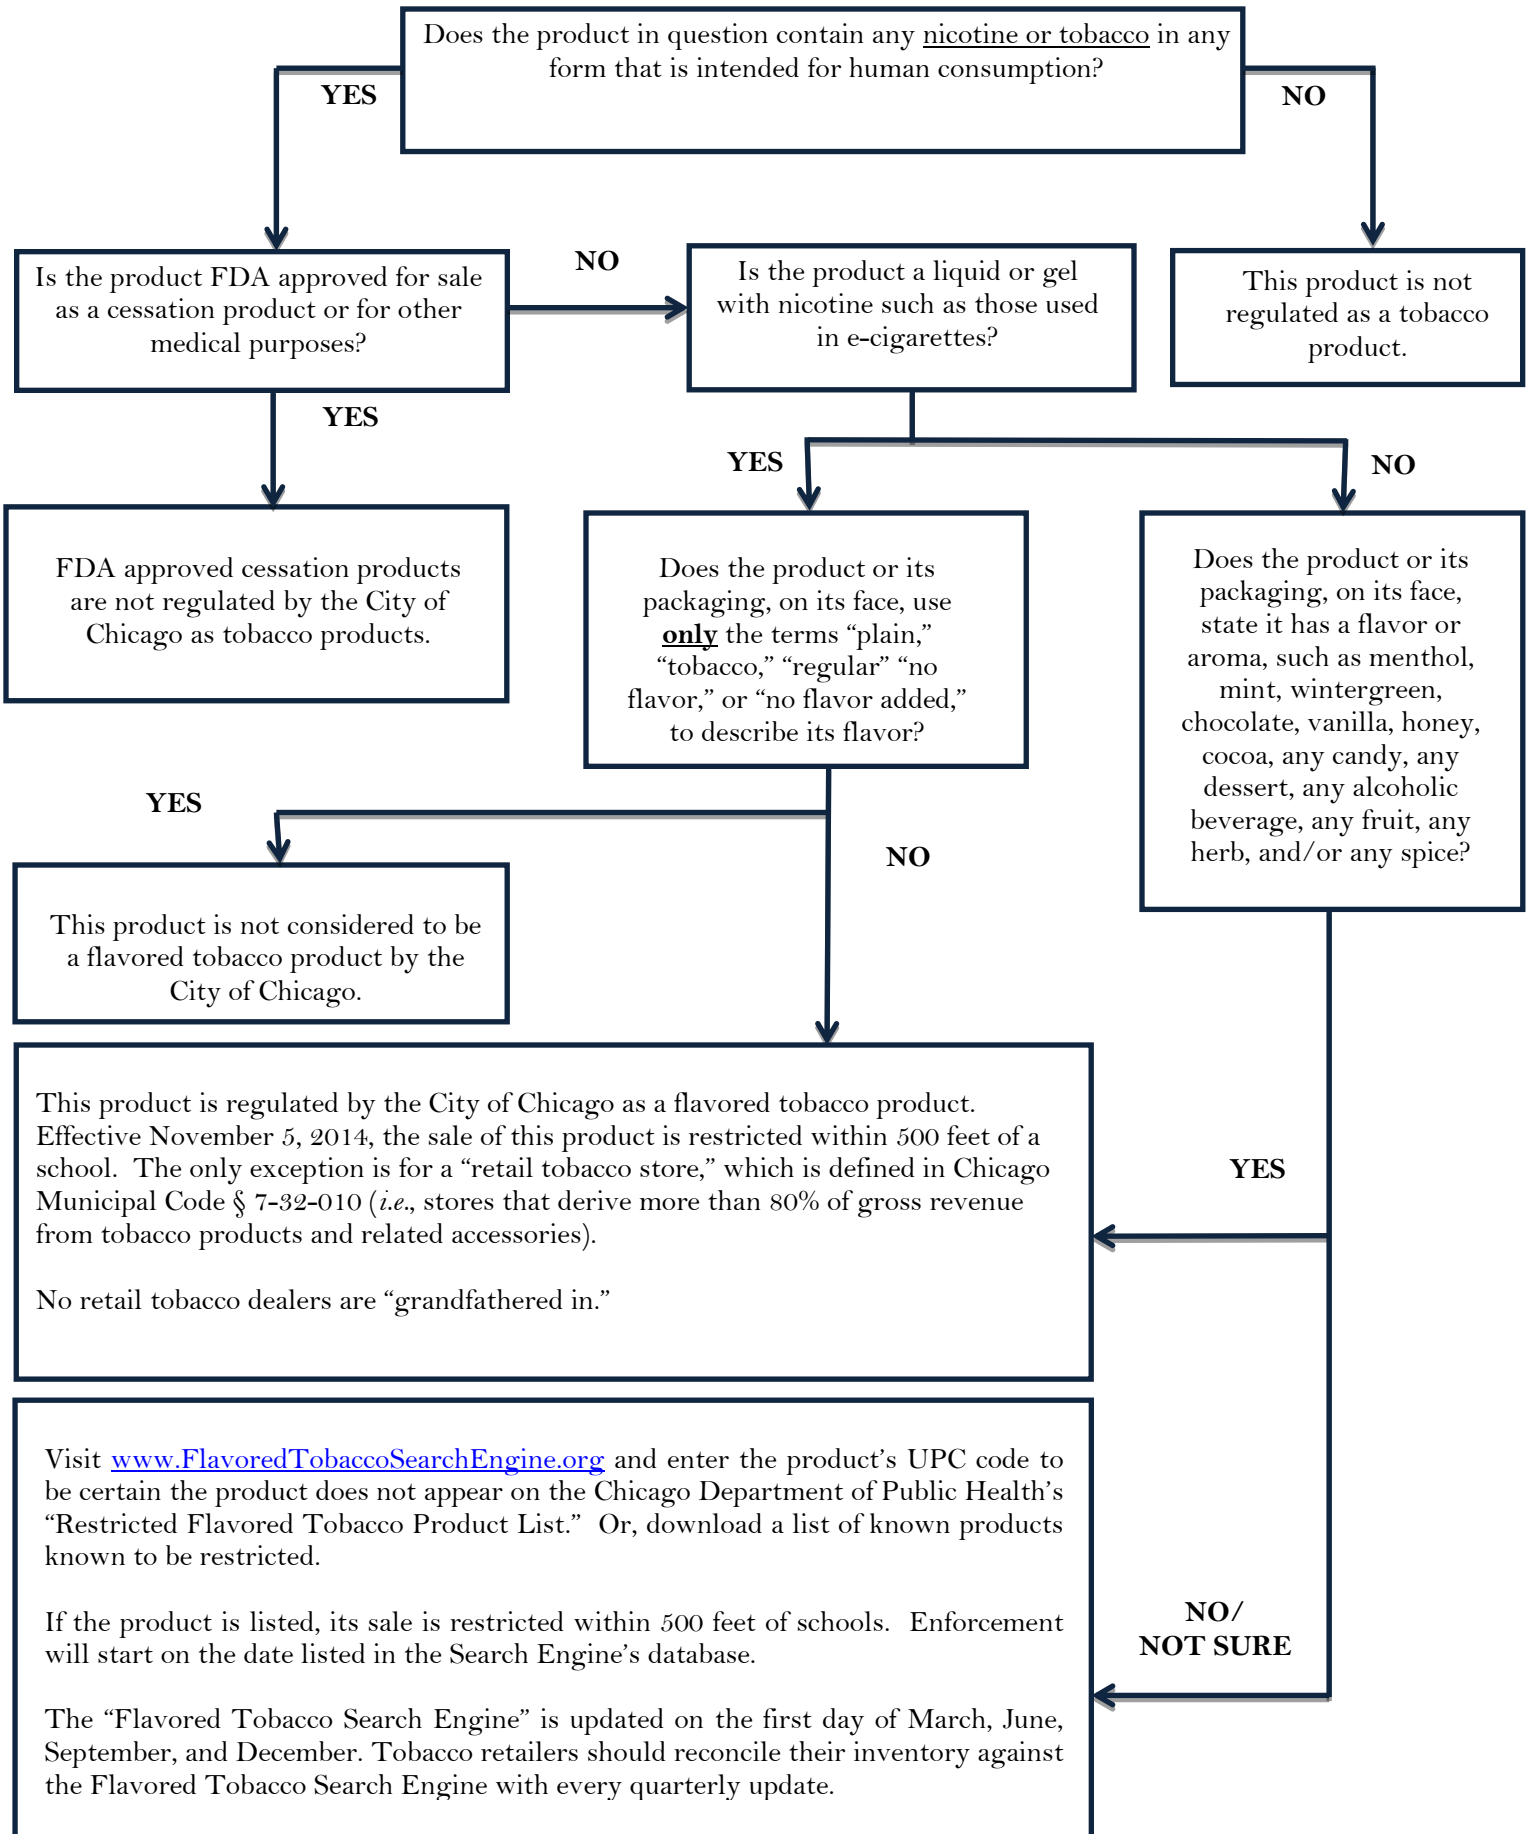 Does the product in question contain any nicotine or tobacco in any
form that is intended for human consumption?
YES
NO
Is the product FDA approved for sale
as a cessation product or for other
medical purposes?
NO
Is the product a liquid or gel
with nicotine such as those used
in e-cigarettes?
This product is not
regulated as a tobacco
product.
YES
YES
NO
FDA approved cessation products
are not regulated by the City of
Chicago as tobacco products.
Does the product or its
packaging, on its face, use
only the terms “plain,”
“tobacco,” “regular” “no
flavor,” or “no flavor added,”
to describe its flavor?
Does the product or its
packaging, on its face,
state it has a flavor or
aroma, such as menthol,
mint, wintergreen,
chocolate, vanilla, honey,
cocoa, any candy, any
dessert, any alcoholic
beverage, any fruit, any
herb, and/or any spice?
YES
NO
This product is not considered to be
a flavored tobacco product by the
City of Chicago.
This product is regulated by the City of Chicago as a flavored tobacco product.
Effective November 5, 2014, the sale of this product is restricted within 500 feet of a
school.  The only exception is for a “retail tobacco store,” which is defined in Chicago
Municipal Code § 7-32-010 (i.e., stores that derive more than 80% of gross revenue
from tobacco products and related accessories).
No retail tobacco dealers are “grandfathered in.”
YES
Visit www.FlavoredTobaccoSearchEngine.org and enter the product’s UPC code to
be certain the product does not appear on the Chicago Department of Public Health’s
“Restricted Flavored Tobacco Product List.”  Or, download a list of known products
known to be restricted.
If the product is listed, its sale is restricted within 500 feet of schools.  Enforcement
will start on the date listed in the Search Engine’s database.
The “Flavored Tobacco Search Engine” is updated on the first day of March, June,
September, and December. Tobacco retailers should reconcile their inventory against
the Flavored Tobacco Search Engine with every quarterly update.
NO/
NOT SURE